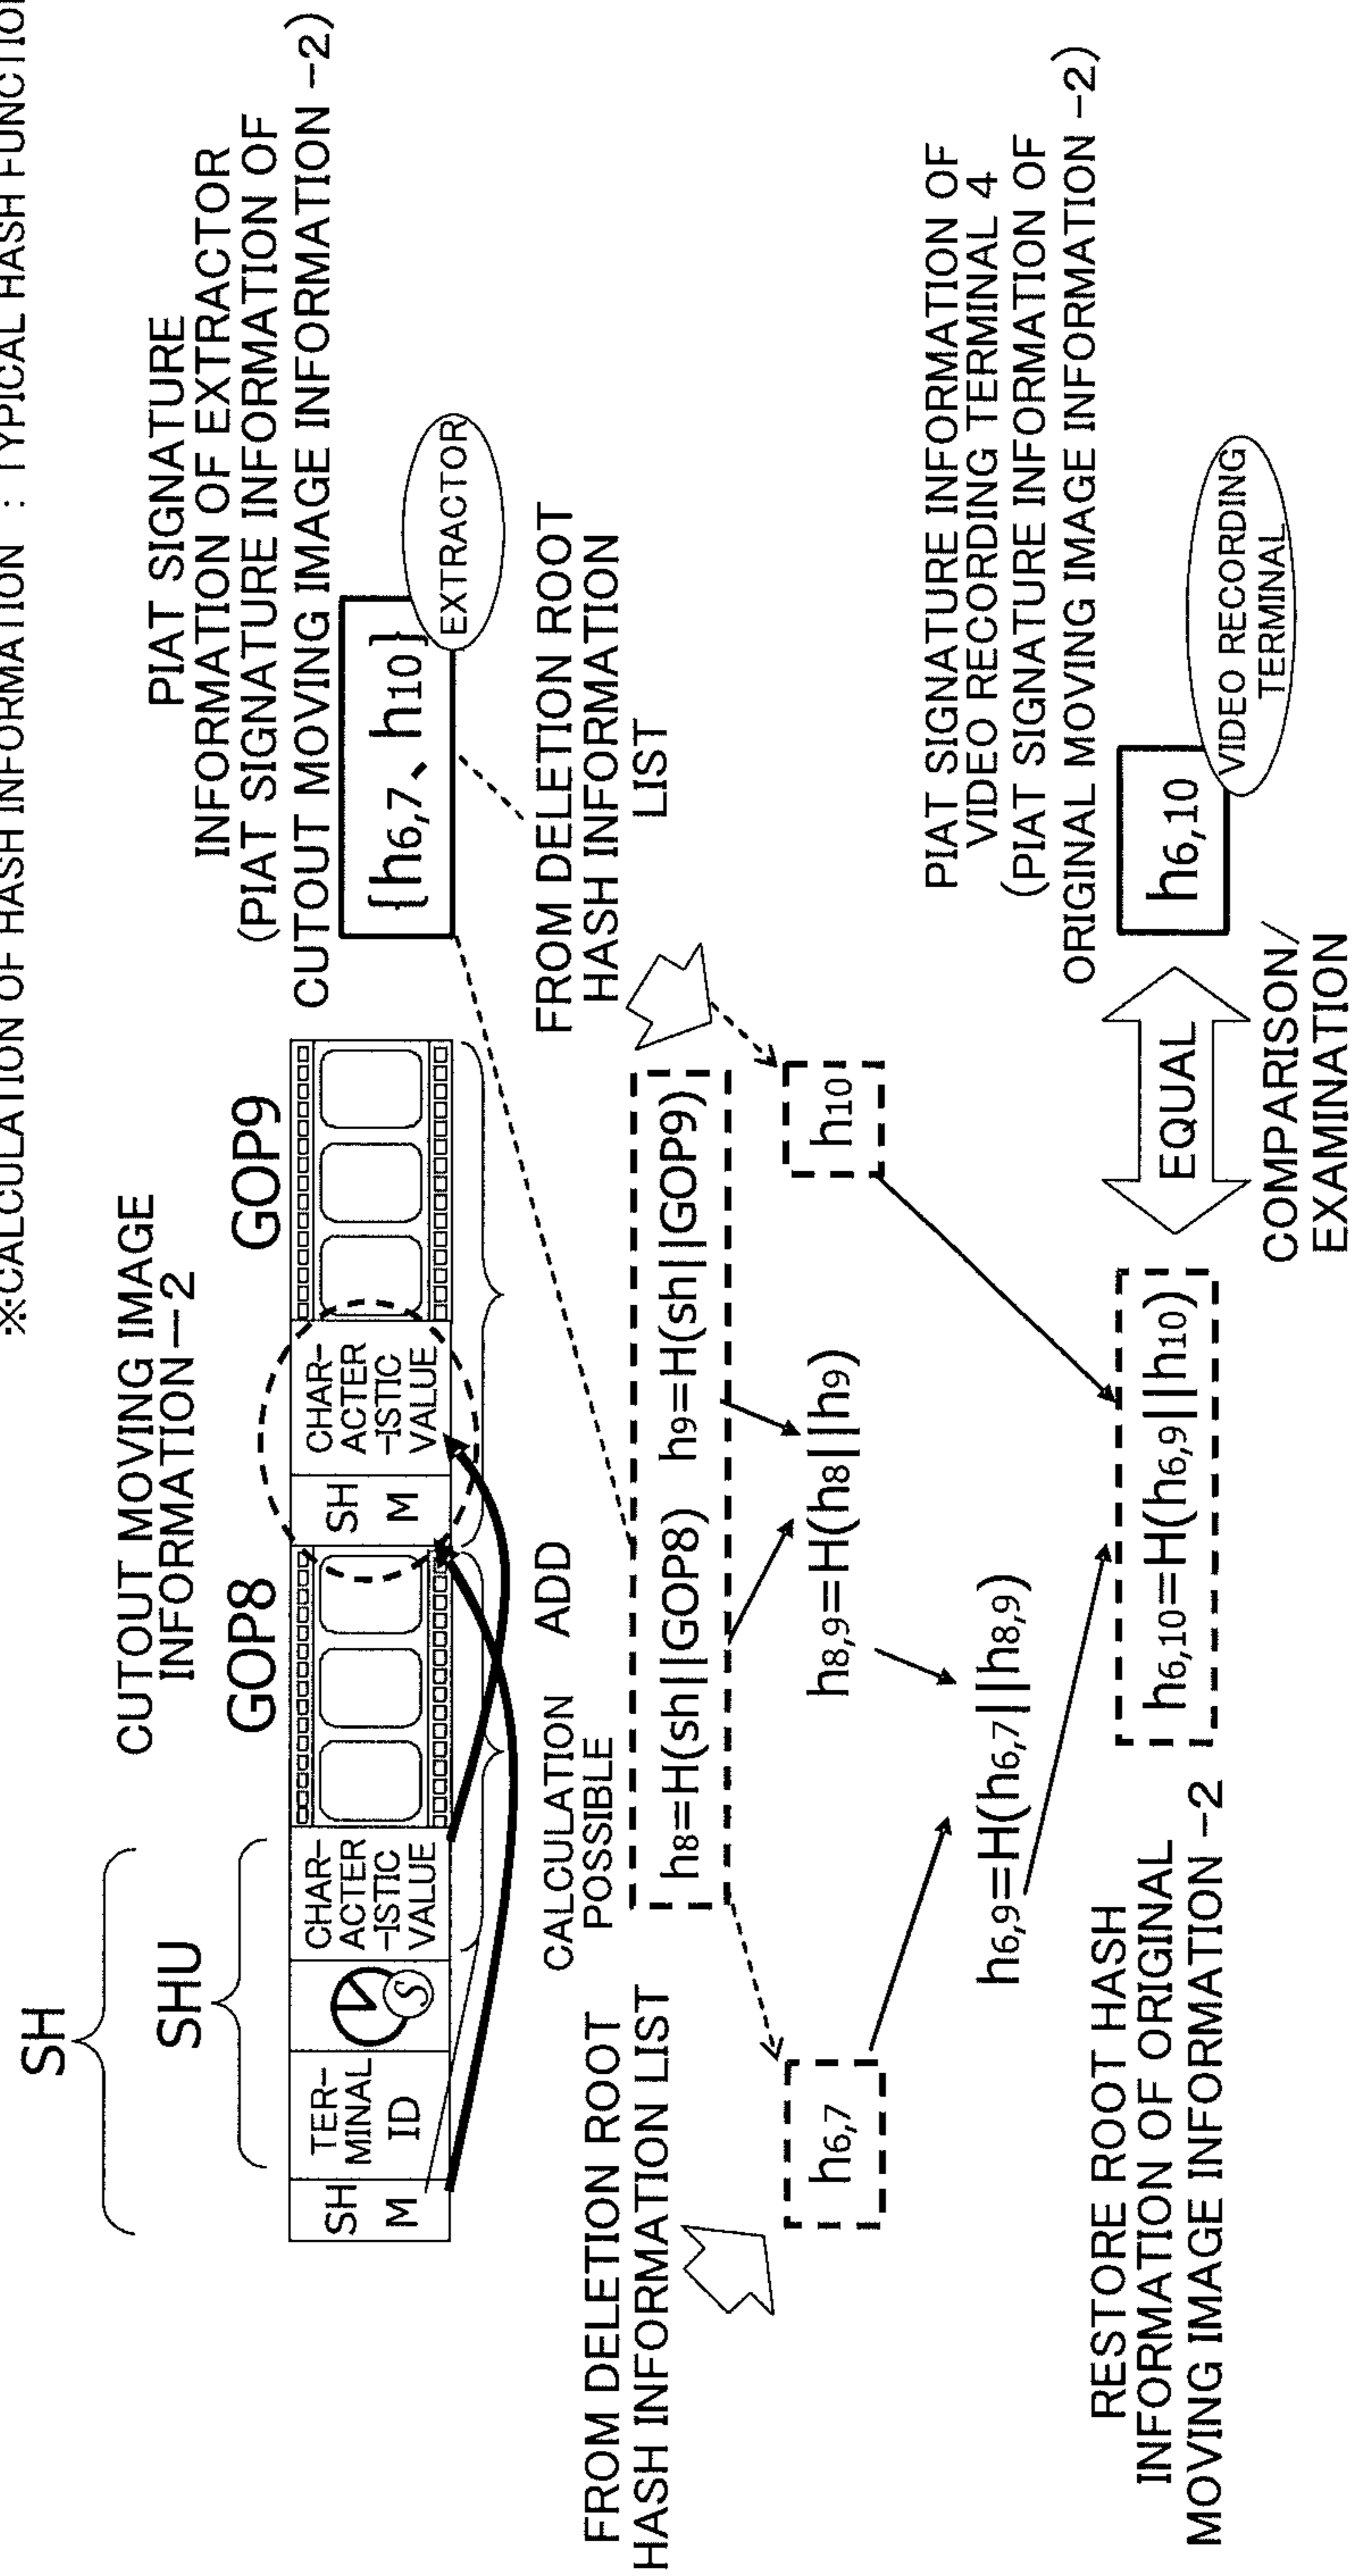 ※CALCULATION OF HASH INFORMATION : TYPICAL HASH FUNCTION
SH
SHU
CUTOUT MOVING IMAGE
INFORMATION—2
GOP8
GOP9
SH
M
TER-
MINAL
ID
S
CHAR-
ACTER
-ISTIC
VALUE
SH
M
CHAR-
ACTER
-ISTIC
VALUE
PIAT SIGNATURE
INFORMATION OF EXTRACTOR
(PIAT SIGNATURE INFORMATION OF
CUTOUT MOVING IMAGE INFORMATION -2)
{h6,7、h10}
EXTRACTOR
ADD
CALCULATION
POSSIBLE
FROM DELETION ROOT
HASH INFORMATION
LIST
FROM DELETION ROOT
HASH INFORMATION LIST
h8=H(sh||GOP8) h9=H(sh||GOP9)
h6,7
h8,9=H(h8||h9)
h10
h6,9=H(h6,7||h8,9)
PIAT SIGNATURE INFORMATION OF
VIDEO RECORDING TERMINAL 4
(PIAT SIGNATURE INFORMATION OF
ORIGINAL MOVING IMAGE INFORMATION -2)
RESTORE ROOT HASH
INFORMATION OF ORIGINAL
MOVING IMAGE INFORMATION -2
h6,10=H(h6,9||h10)
EQUAL
h6,10
VIDEO RECORDING
TERMINAL
COMPARISON/
EXAMINATION